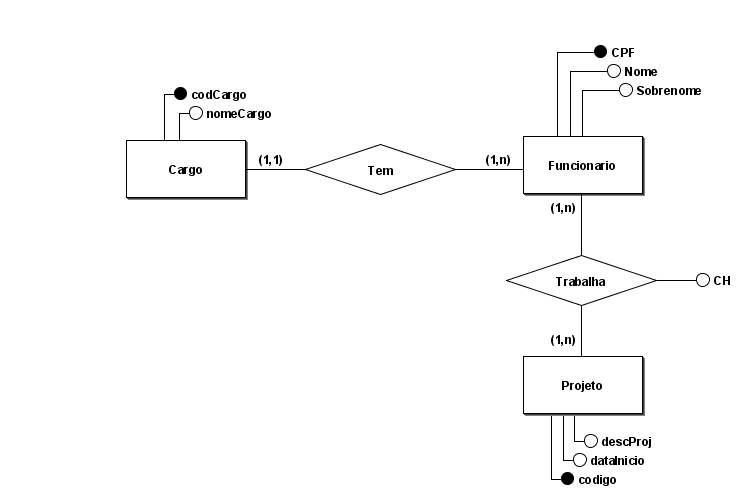 CPF
Nome
Sobrenome
codCargo
nomeCargo
Cargo
(1,1)
Tem
(1,n)
Funcionario
(1,n)
Trabalha
CH
(1,n)
Projeto
descProj
dataInicio
codigo